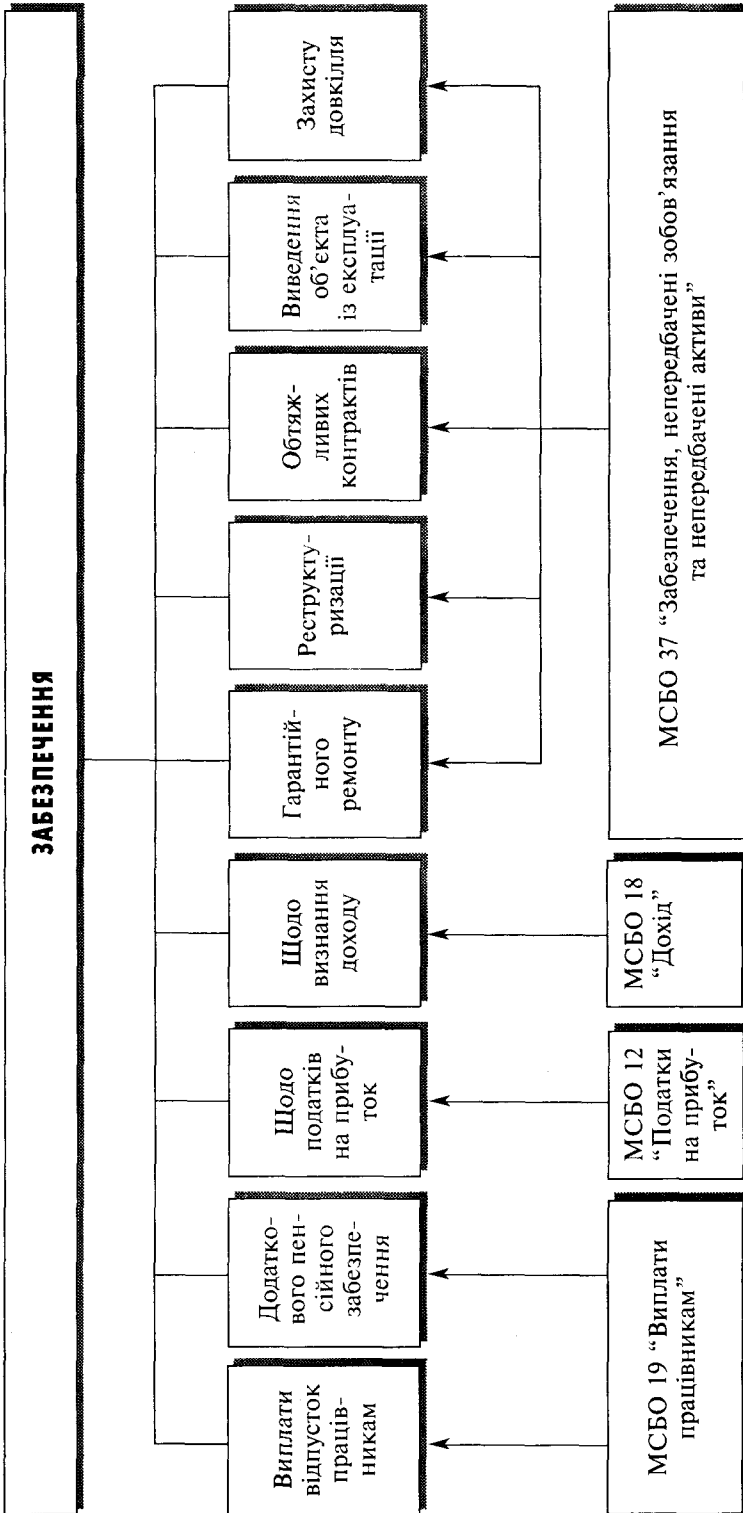 ЗАБЕЗПЕЧЕННЯ
Виплати
відпусток
праців-
никам
Додатко-
вого пен-
сійного
забезпе-
чення
Щодо
податків
на прибу-
ток
Щодо
визнання
доходу
Гарантій-
ного
ремонту
Реструкту-
ризації
Обтяж-
ливих
контрактів
Виведення
об’єкта
із експлуа-
тації
Захисту
довкілля
МСБО 19 “Виплати
працівникам”
МСБО 12
“Податки
на прибу-
ток”
МСБО 18
“Дохід”
МСБО 37 “Забезпечення, непередбачені зобов’язання
та непередбачені активи”